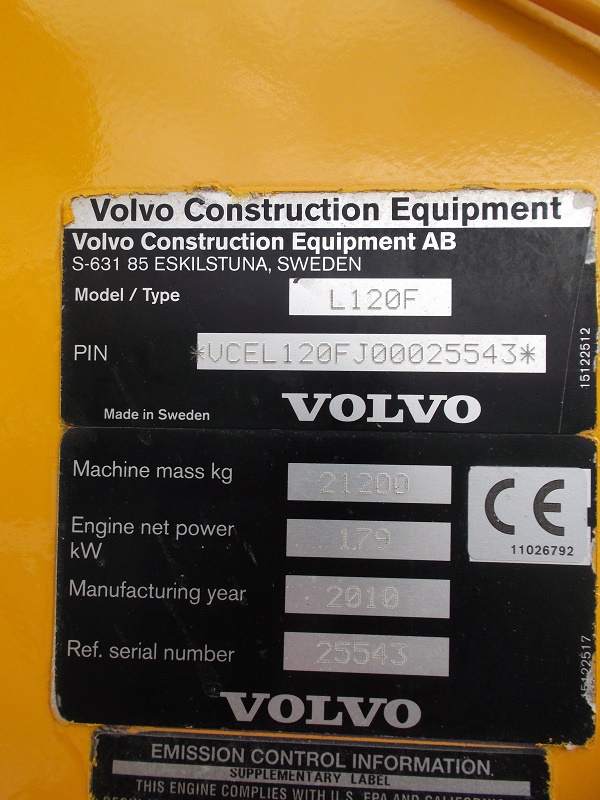 Volvo Construction Equipment
Volvo Construction Equipment AB
S-631 85 ESKILSTUNA, SWEDEN
Model / Type L120F
PIN *VCEL120FJ00025543*
15122512
Made in Sweden VOLVO
Machine mass kg 21200
CE
11026792
Engine net power kW 179
Manufacturing year 2010
Ref. serial number 25543
15122517
VOLVO
EMISSION CONTROL INFORMATION
SUPPLEMENTARY LABEL
THIS ENGINE COMPLIES WITH U.S. EPA AND CALIFORNIA